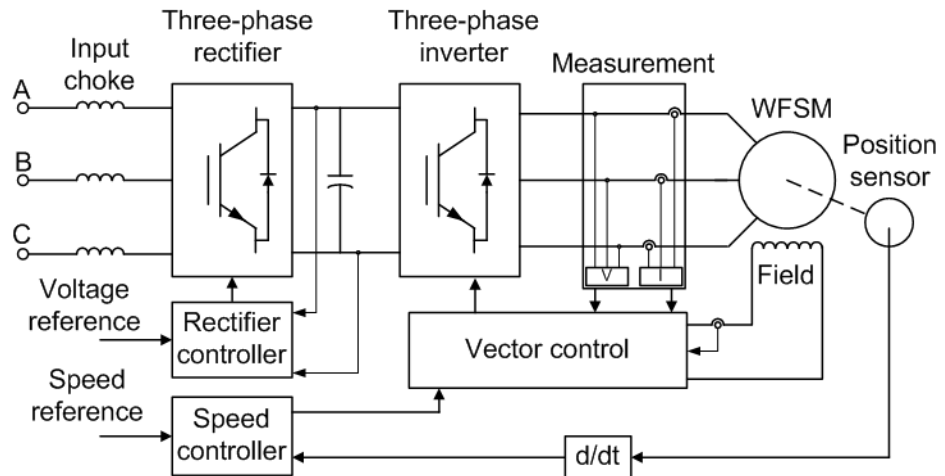 Three-phase
rectifier
Three-phase
inverter
Input
choke
Measurement
WFSM
Position
sensor
A
B
C
V
I
Field
Voltage
reference
Rectifier
controller
Vector control
Speed
reference
Speed
controller
d/dt